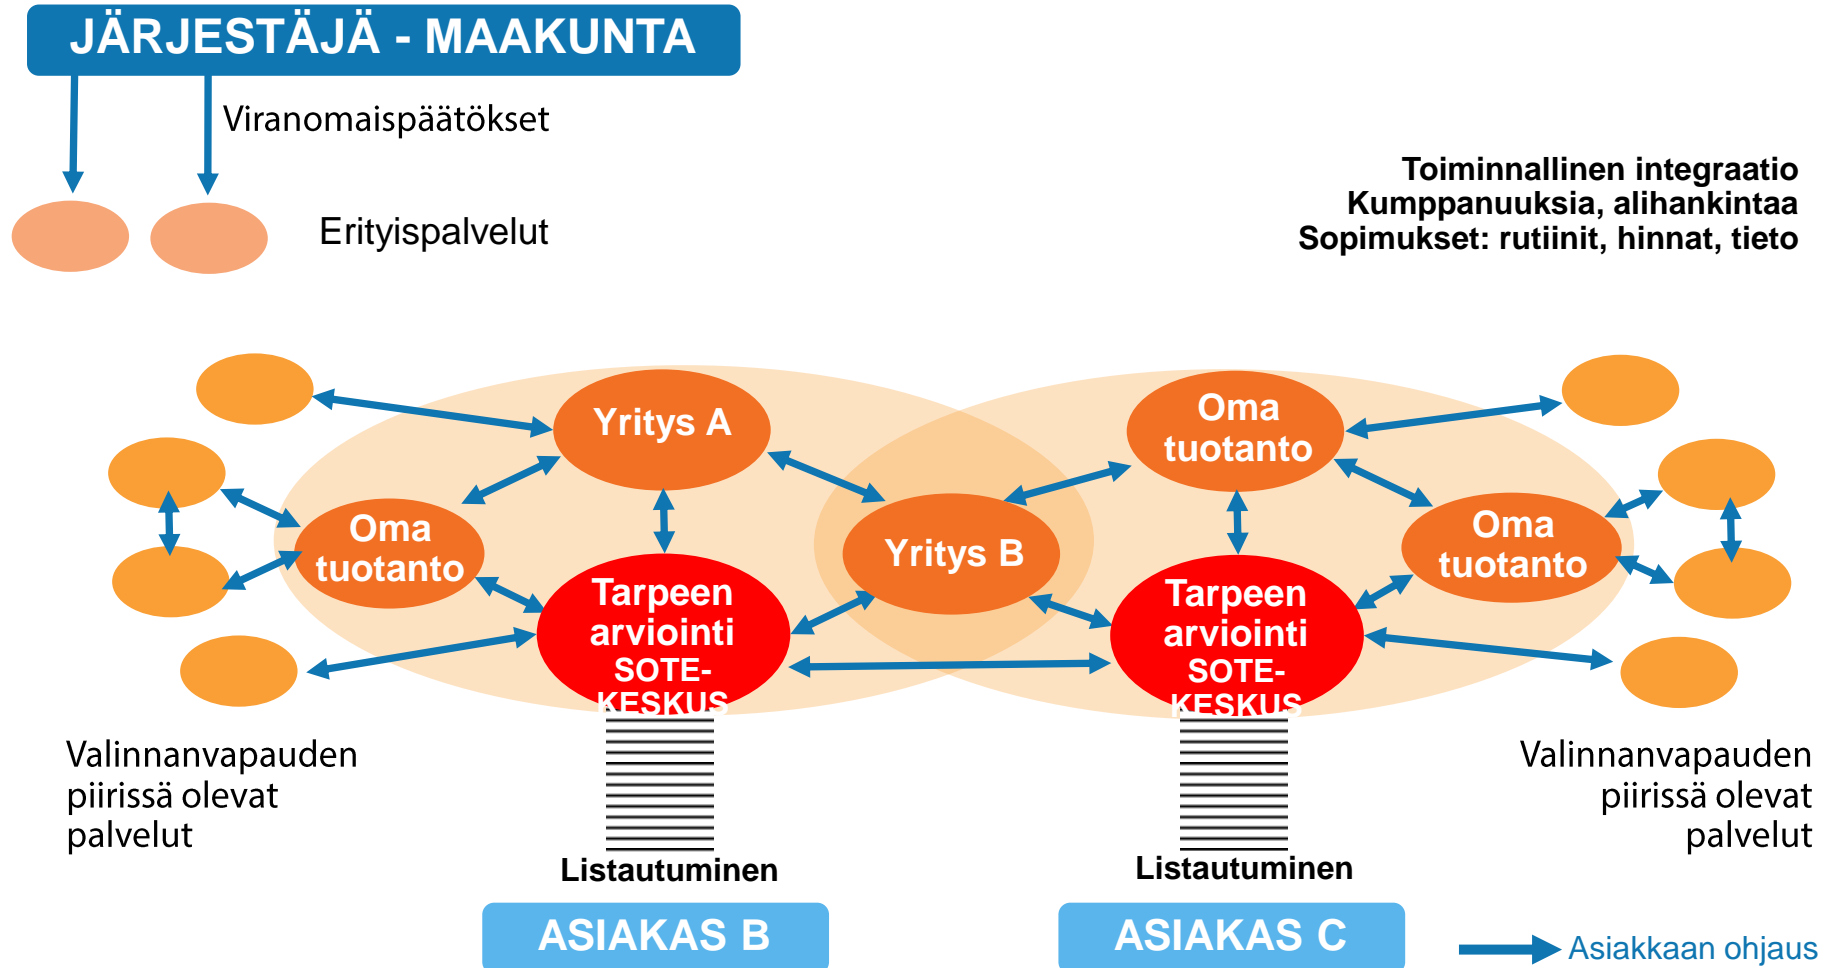 JÄRJESTÄJÄ - MAAKUNTA
Viranomaispäätökset
Erityispalvelut
Toiminnallinen integraatio
Kumppanuuksia, alihankintaa
Sopimukset: rutiinit, hinnat, tieto
Yritys A
Oma
tuotanto
Oma
tuotanto
Yritys B
Oma
tuotanto
Tarpeen
arviointi
SOTE-
KESKUS
Tarpeen
arviointi
SOTE-
KESKUS
Valinnanvapauden
piirissä olevat
palvelut
Valinnanvapauden
piirissä olevat
palvelut
Listautuminen
Listautuminen
ASIAKAS B
ASIAKAS C
Asiakkaan ohjaus